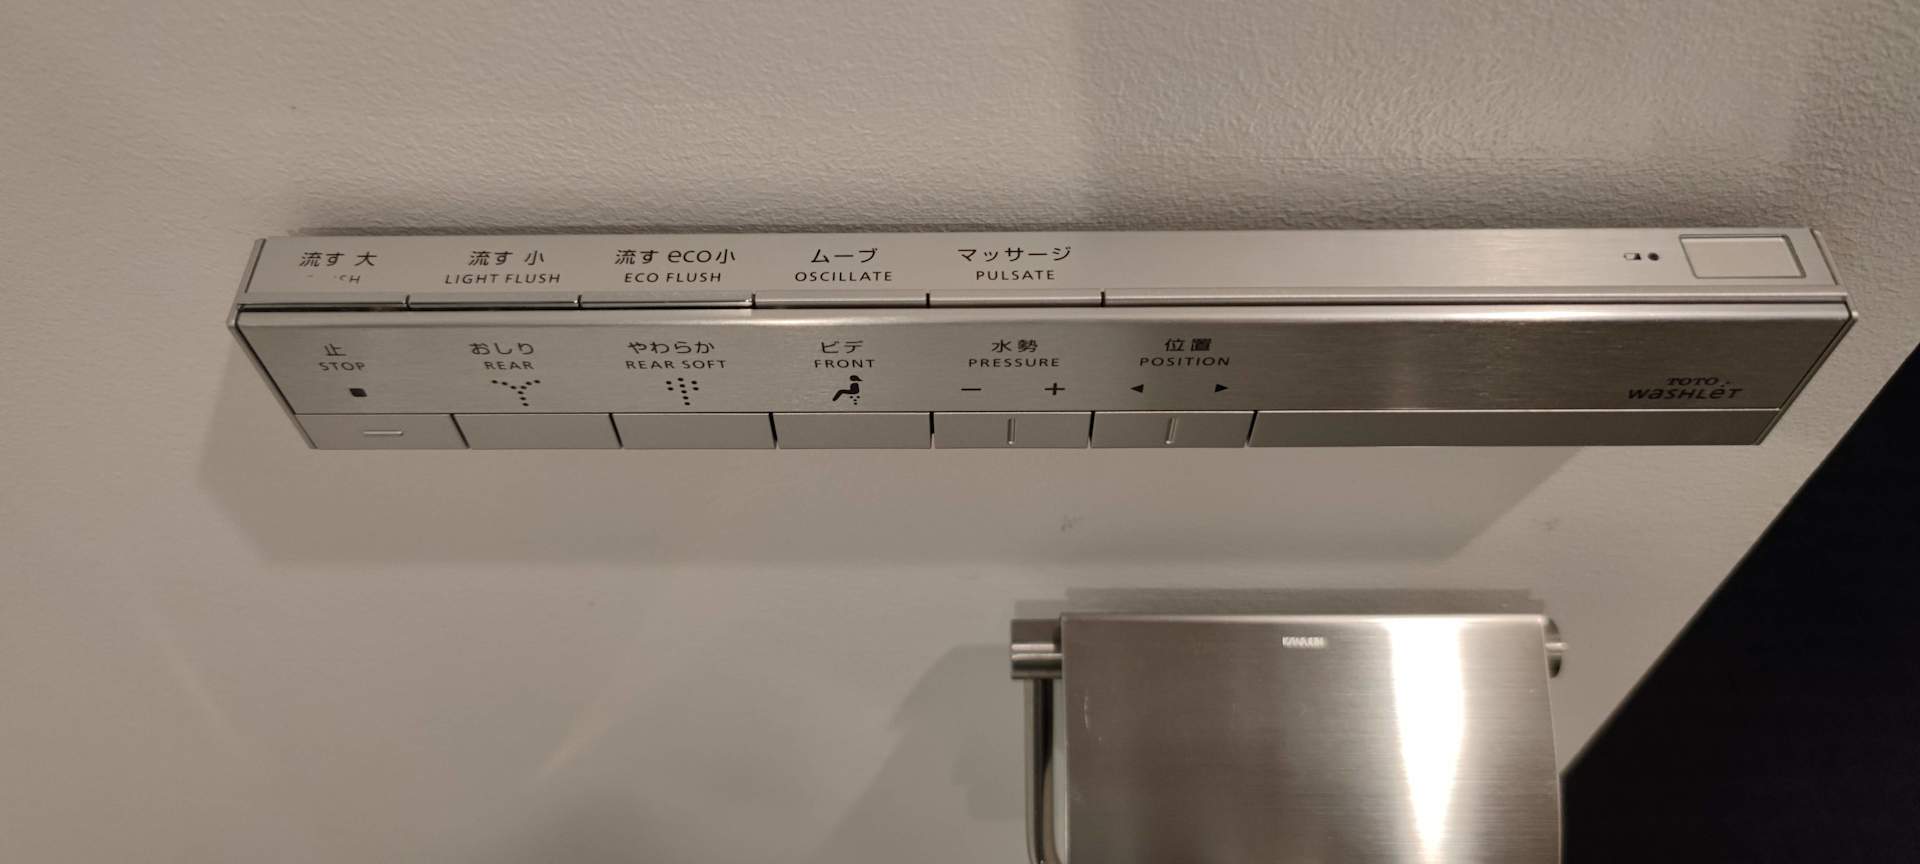 流す 大
流す 小
LIGHT FLUSH
流す eco小
ECO FLUSH
ムーブ
OSCILLATE
マッサージ
PULSATE
止
STOP
おしり
REAR
やわらか
REAR SOFT
ビデ
FRONT
水勢
PRESSURE
− +
位置
POSITION
TOTO
WASHLET